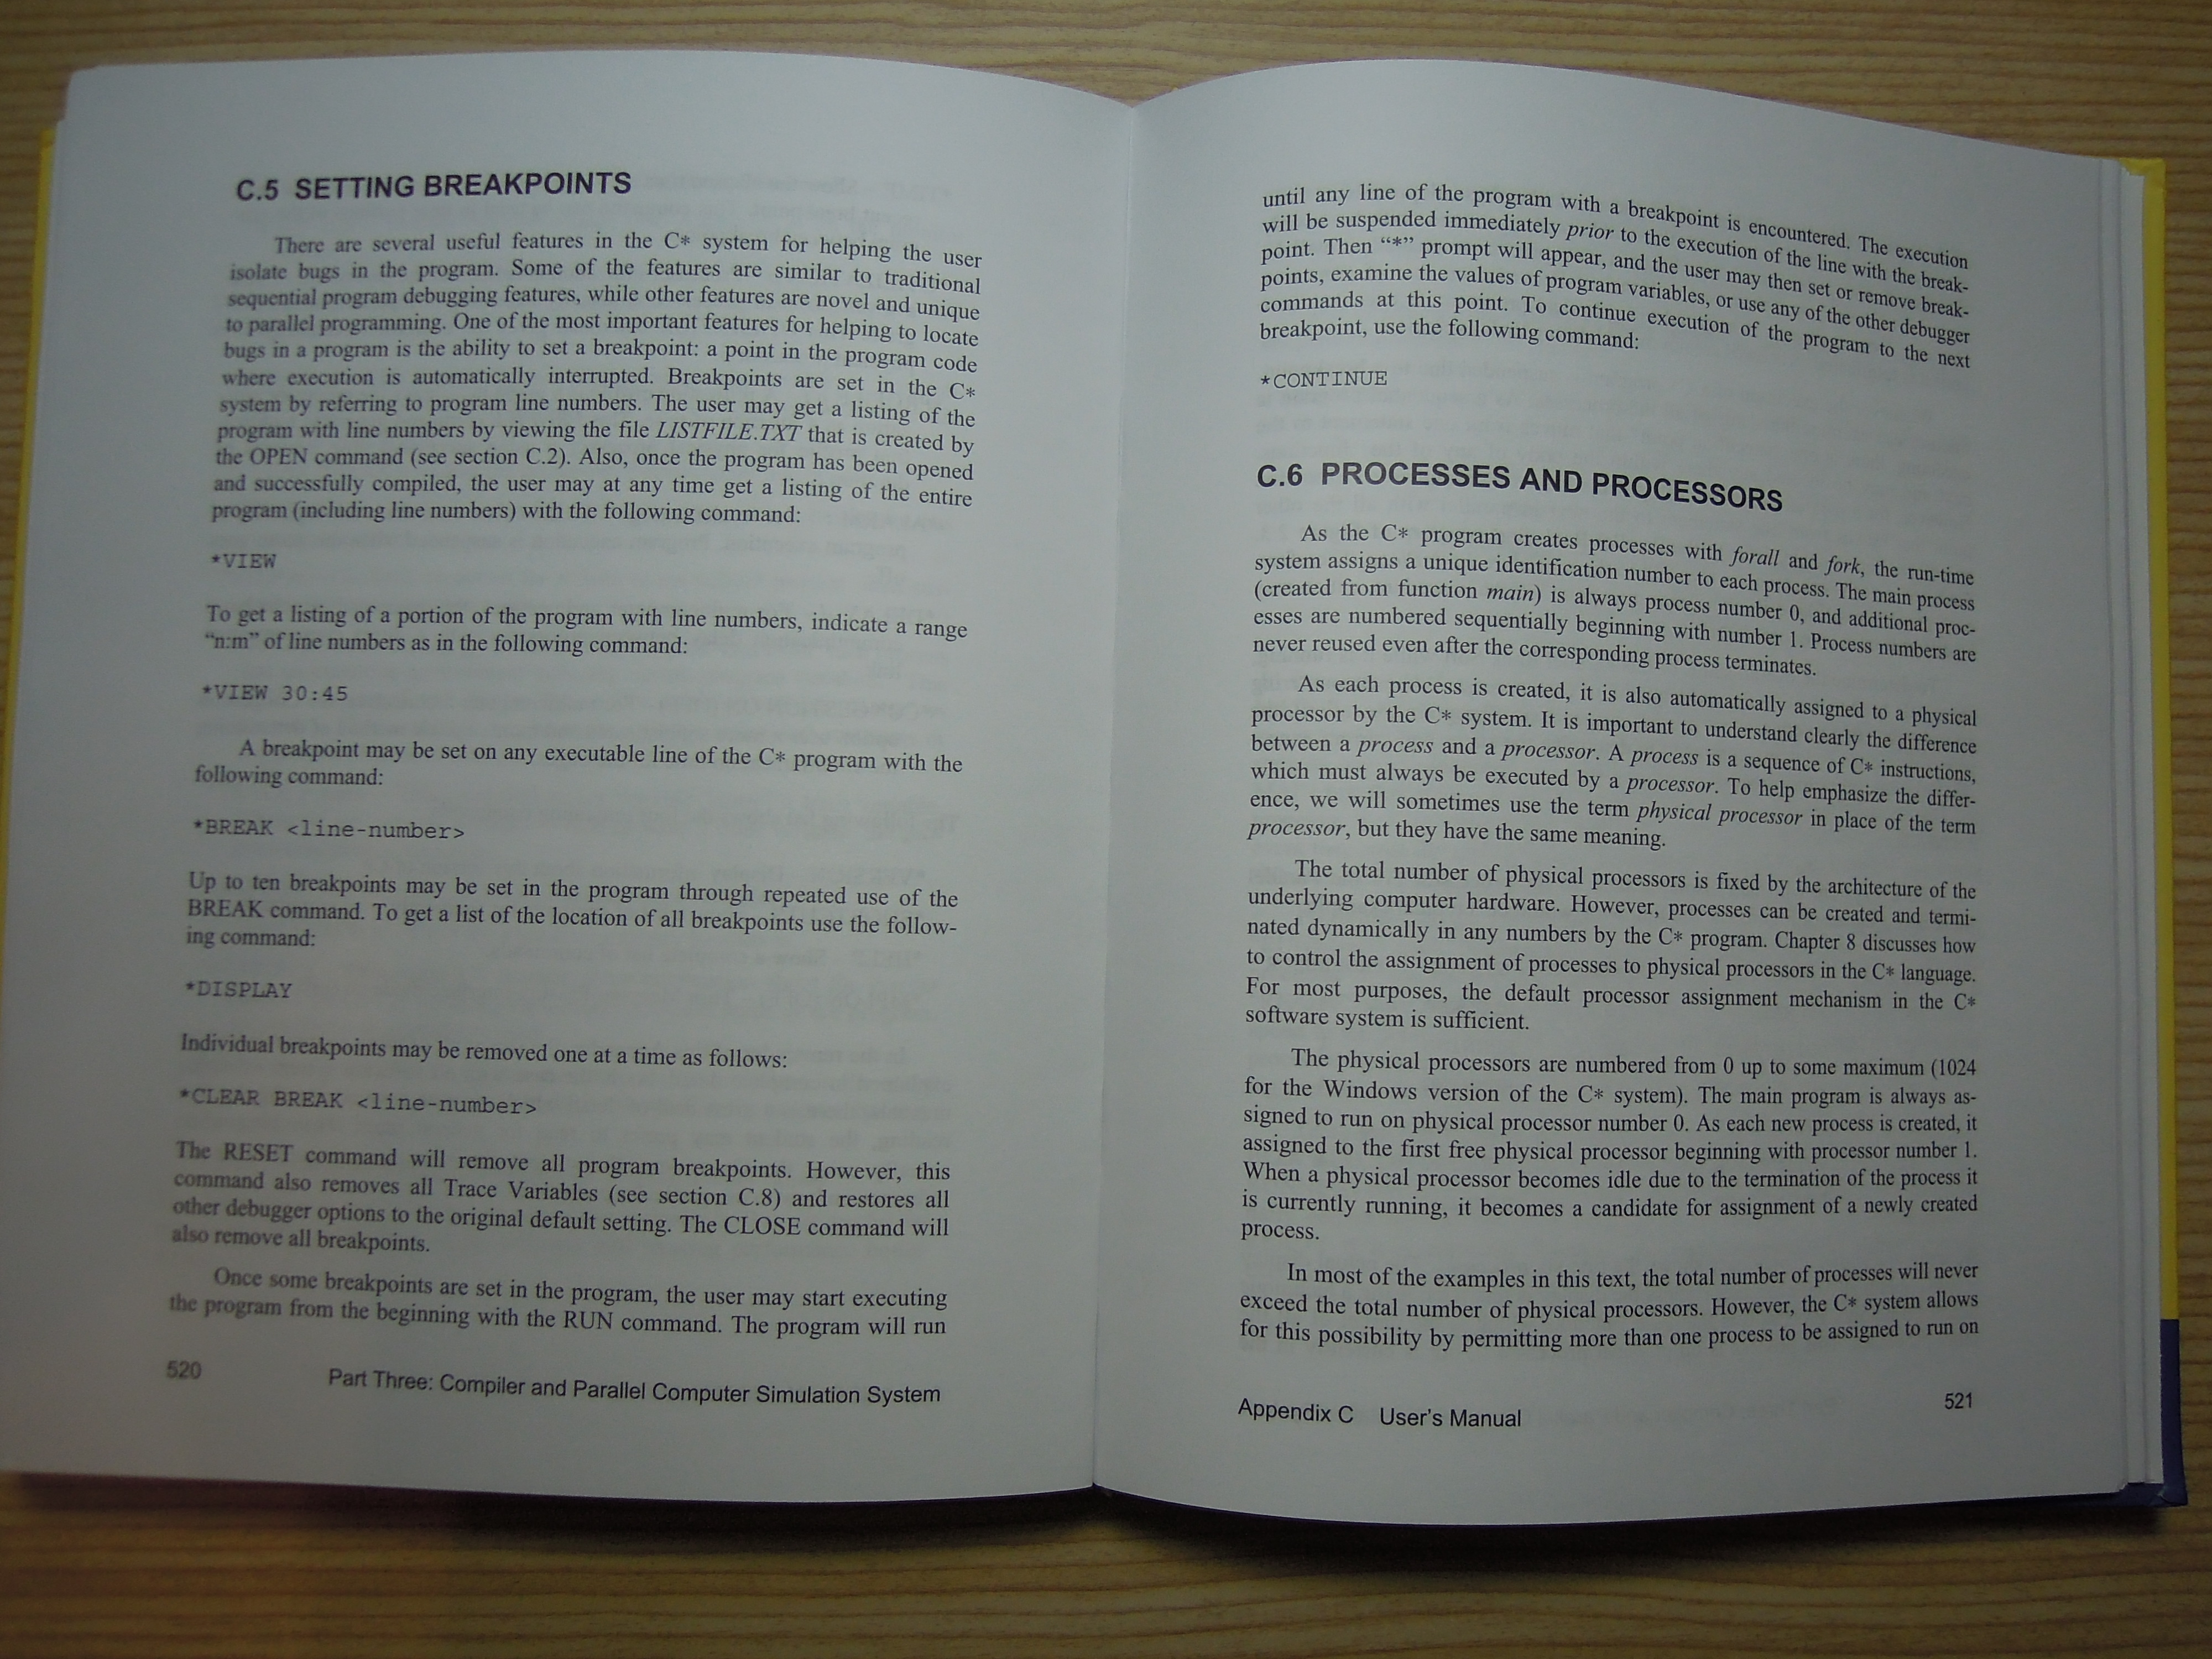 C.5 SETTING BREAKPOINTS
There are several useful features in the C* system for helping the user
isolate bugs in the program. Some of the features are similar to traditional
sequential program debugging features, while other features are novel and unique
to parallel programming. One of the most important features for helping to locate
bugs in a program is the ability to set a breakpoint: a point in the program code
where execution is automatically interrupted. Breakpoints are set in the C*
system by referring to program line numbers. The user may get a listing of the
program with line numbers by viewing the file LISTFILE.TXT that is created by
the OPEN command (see section C.2). Also, once the program has been opened
and successfully compiled, the user may at any time get a listing of the entire
program (including line numbers) with the following command:
*VIEW
To get a listing of a portion of the program with line numbers, indicate a range
“n:m” of line numbers as in the following command:
*VIEW 30:45
A breakpoint may be set on any executable line of the C* program with the
following command:
*BREAK <line-number>
Up to ten breakpoints may be set in the program through repeated use of the
BREAK command. To get a list of the location of all breakpoints use the follow-
ing command:
*DISPLAY
Individual breakpoints may be removed one at a time as follows:
*CLEAR BREAK <line-number>
The RESET command will remove all program breakpoints. However, this
command also removes all Trace Variables (see section C.8) and restores all
other debugger options to the original default setting. The CLOSE command will
also remove all breakpoints.
Once some breakpoints are set in the program, the user may start executing
the program from the beginning with the RUN command. The program will run
520 Part Three: Compiler and Parallel Computer Simulation System
until any line of the program with a breakpoint is encountered. The execution
will be suspended immediately prior to the execution of the line with the break-
point. Then “*” prompt will appear, and the user may then set or remove break-
points, examine the values of program variables, or use any of the other debugger
commands at this point. To continue execution of the program to the next
breakpoint, use the following command:
*CONTINUE
C.6 PROCESSES AND PROCESSORS
As the C* program creates processes with forall and fork, the run-time
system assigns a unique identification number to each process. The main process
(created from function main) is always process number 0, and additional proc-
esses are numbered sequentially beginning with number 1. Process numbers are
never reused even after the corresponding process terminates.
As each process is created, it is also automatically assigned to a physical
processor by the C* system. It is important to understand clearly the difference
between a process and a processor. A process is a sequence of C* instructions,
which must always be executed by a processor. To help emphasize the differ-
ence, we will sometimes use the term physical processor in place of the term
processor, but they have the same meaning.
The total number of physical processors is fixed by the architecture of the
underlying computer hardware. However, processes can be created and termi-
nated dynamically in any numbers by the C* program. Chapter 8 discusses how
to control the assignment of processes to physical processors in the C* language.
For most purposes, the default processor assignment mechanism in the C*
software system is sufficient.
The physical processors are numbered from 0 up to some maximum (1024
for the Windows version of the C* system). The main program is always as-
signed to run on physical processor number 0. As each new process is created, it
assigned to the first free physical processor beginning with processor number 1.
When a physical processor becomes idle due to the termination of the process it
is currently running, it becomes a candidate for assignment of a newly created
process.
In most of the examples in this text, the total number of processes will never
exceed the total number of physical processors. However, the C* system allows
for this possibility by permitting more than one process to be assigned to run on
Appendix C User's Manual 521